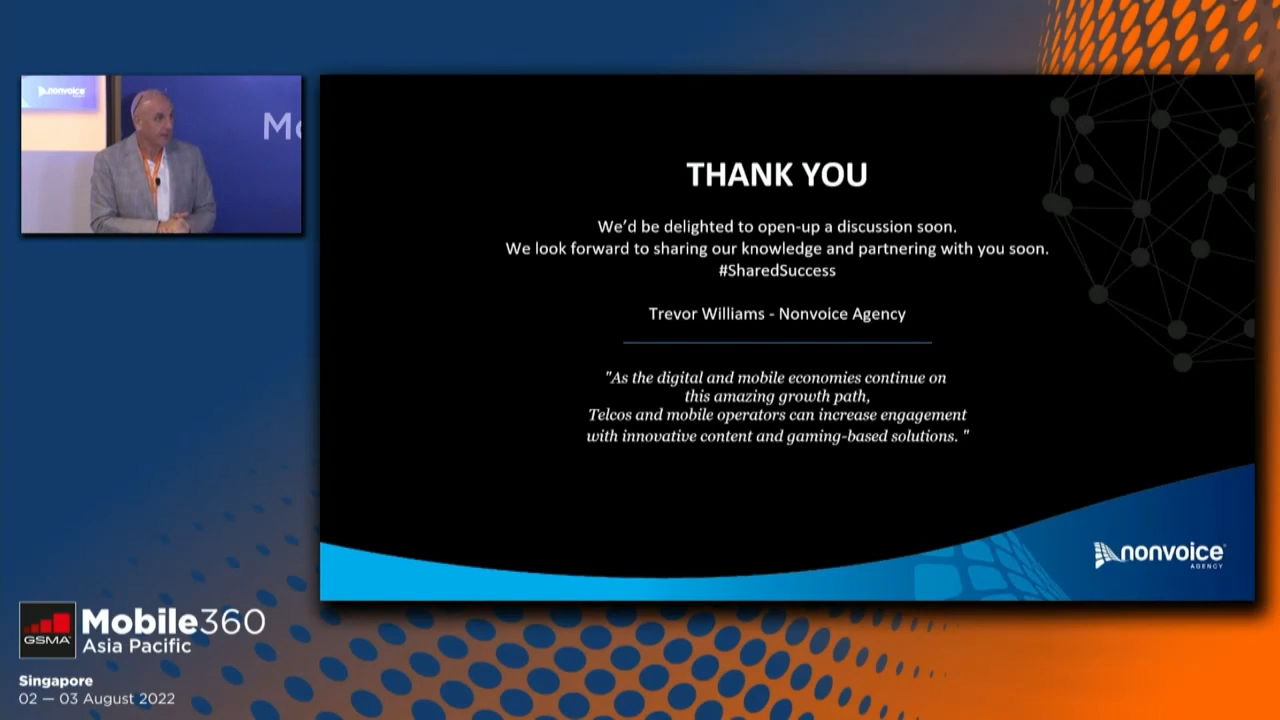 nonvoice
Mo
THANK YOU
We'd be delighted to open-up a discussion soon.
We look forward to sharing our knowledge and partnering with you soon.
#SharedSuccess
Trevor Williams - Nonvoice Agency
"As the digital and mobile economies continue on
this amazing growth path,
Telcos and mobile operators can increase engagement
with innovative content and gaming-based solutions. "
nonvoice
AGENCY
GSMA
Mobile360
Asia Pacific
Singapore
02 — 03 August 2022